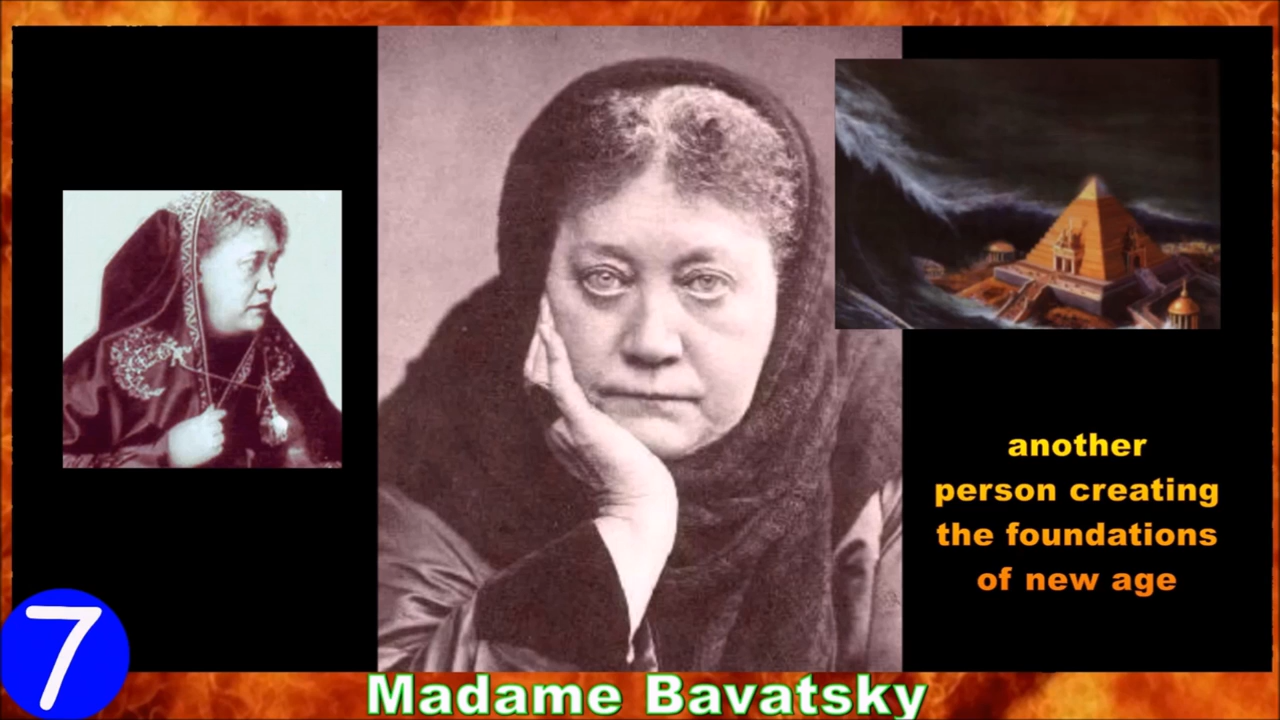 another
person creating
the foundations
of new age
7
Madame Bavatsky